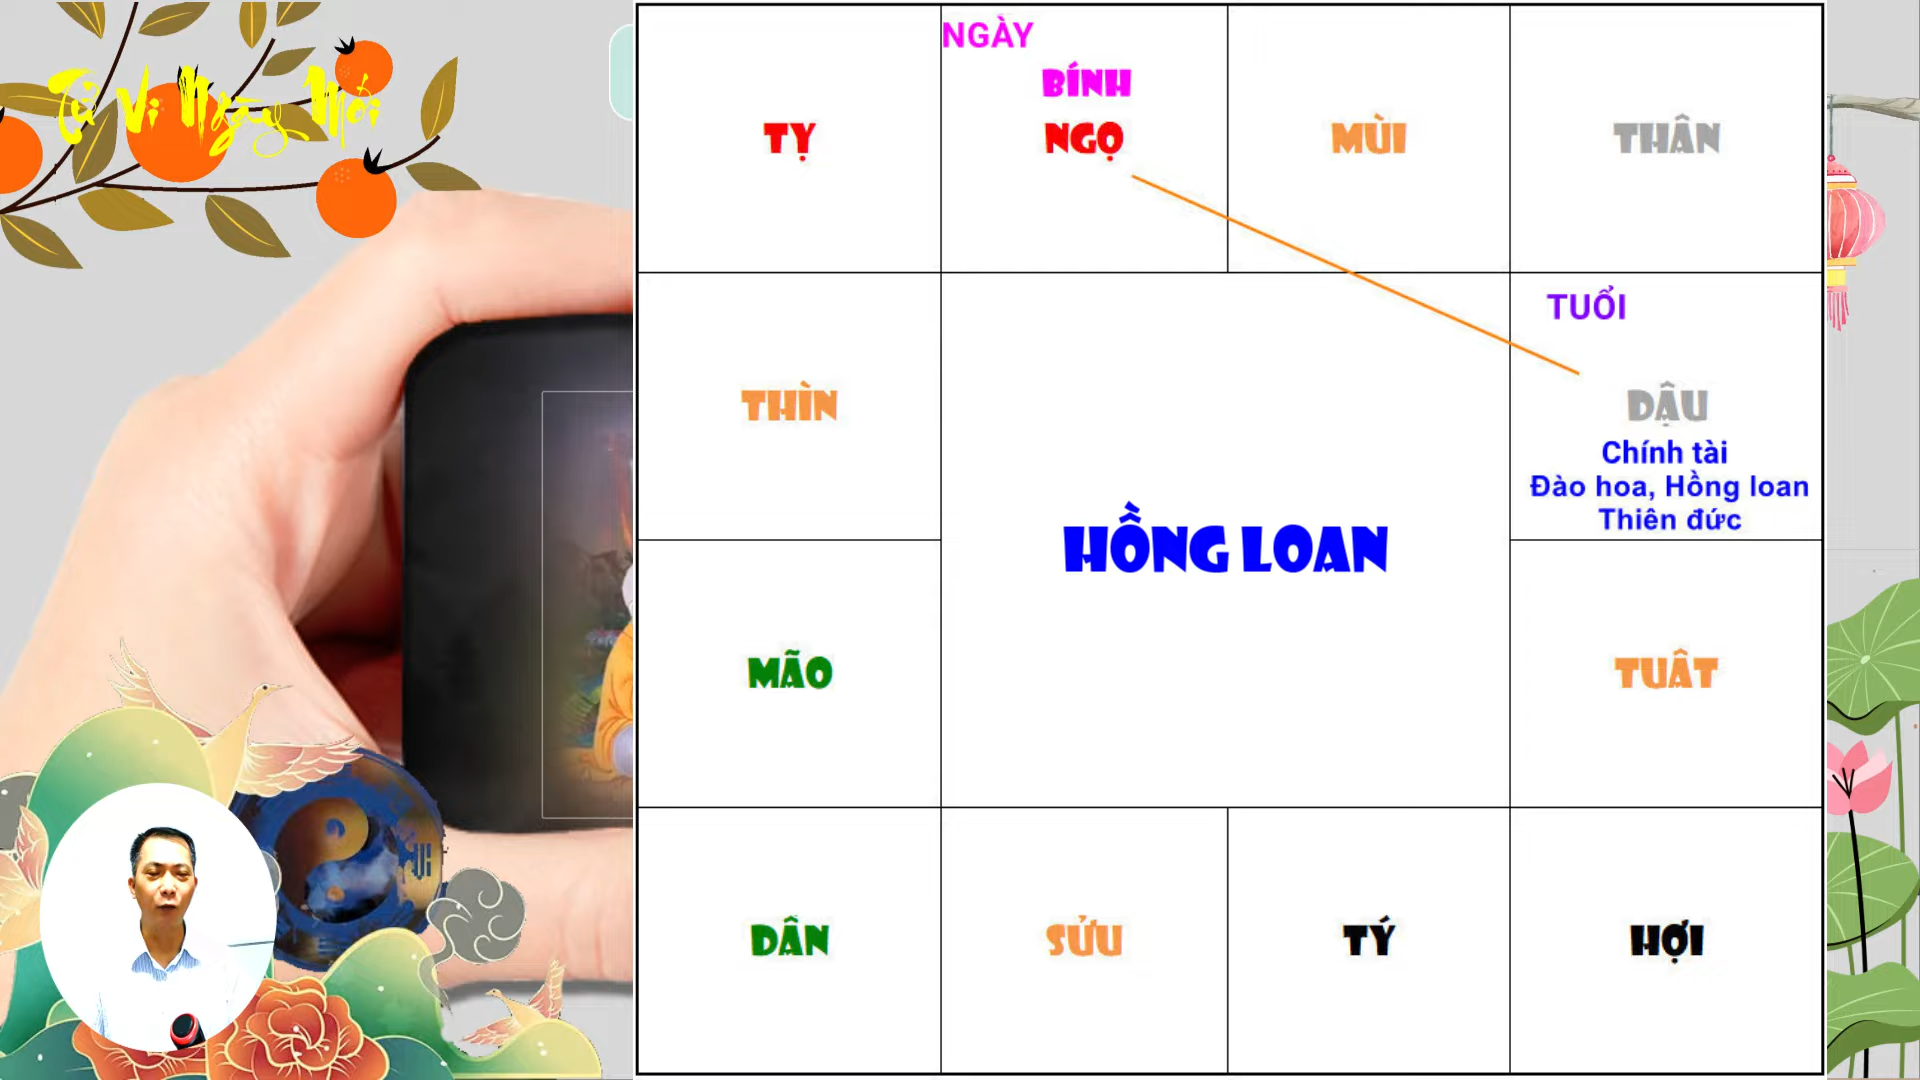 Tử Vi Ngày Mới
NGÀY
BÍNH
TỴ
NGỌ
MÙI
THÂN
TUỔI
THÌN
DẬU
Chính tài
Đào hoa, Hồng loan
Thiên đức
HỒNG LOAN
MÃO
TUẤT
DẦN
SỬU
TÝ
HỢI